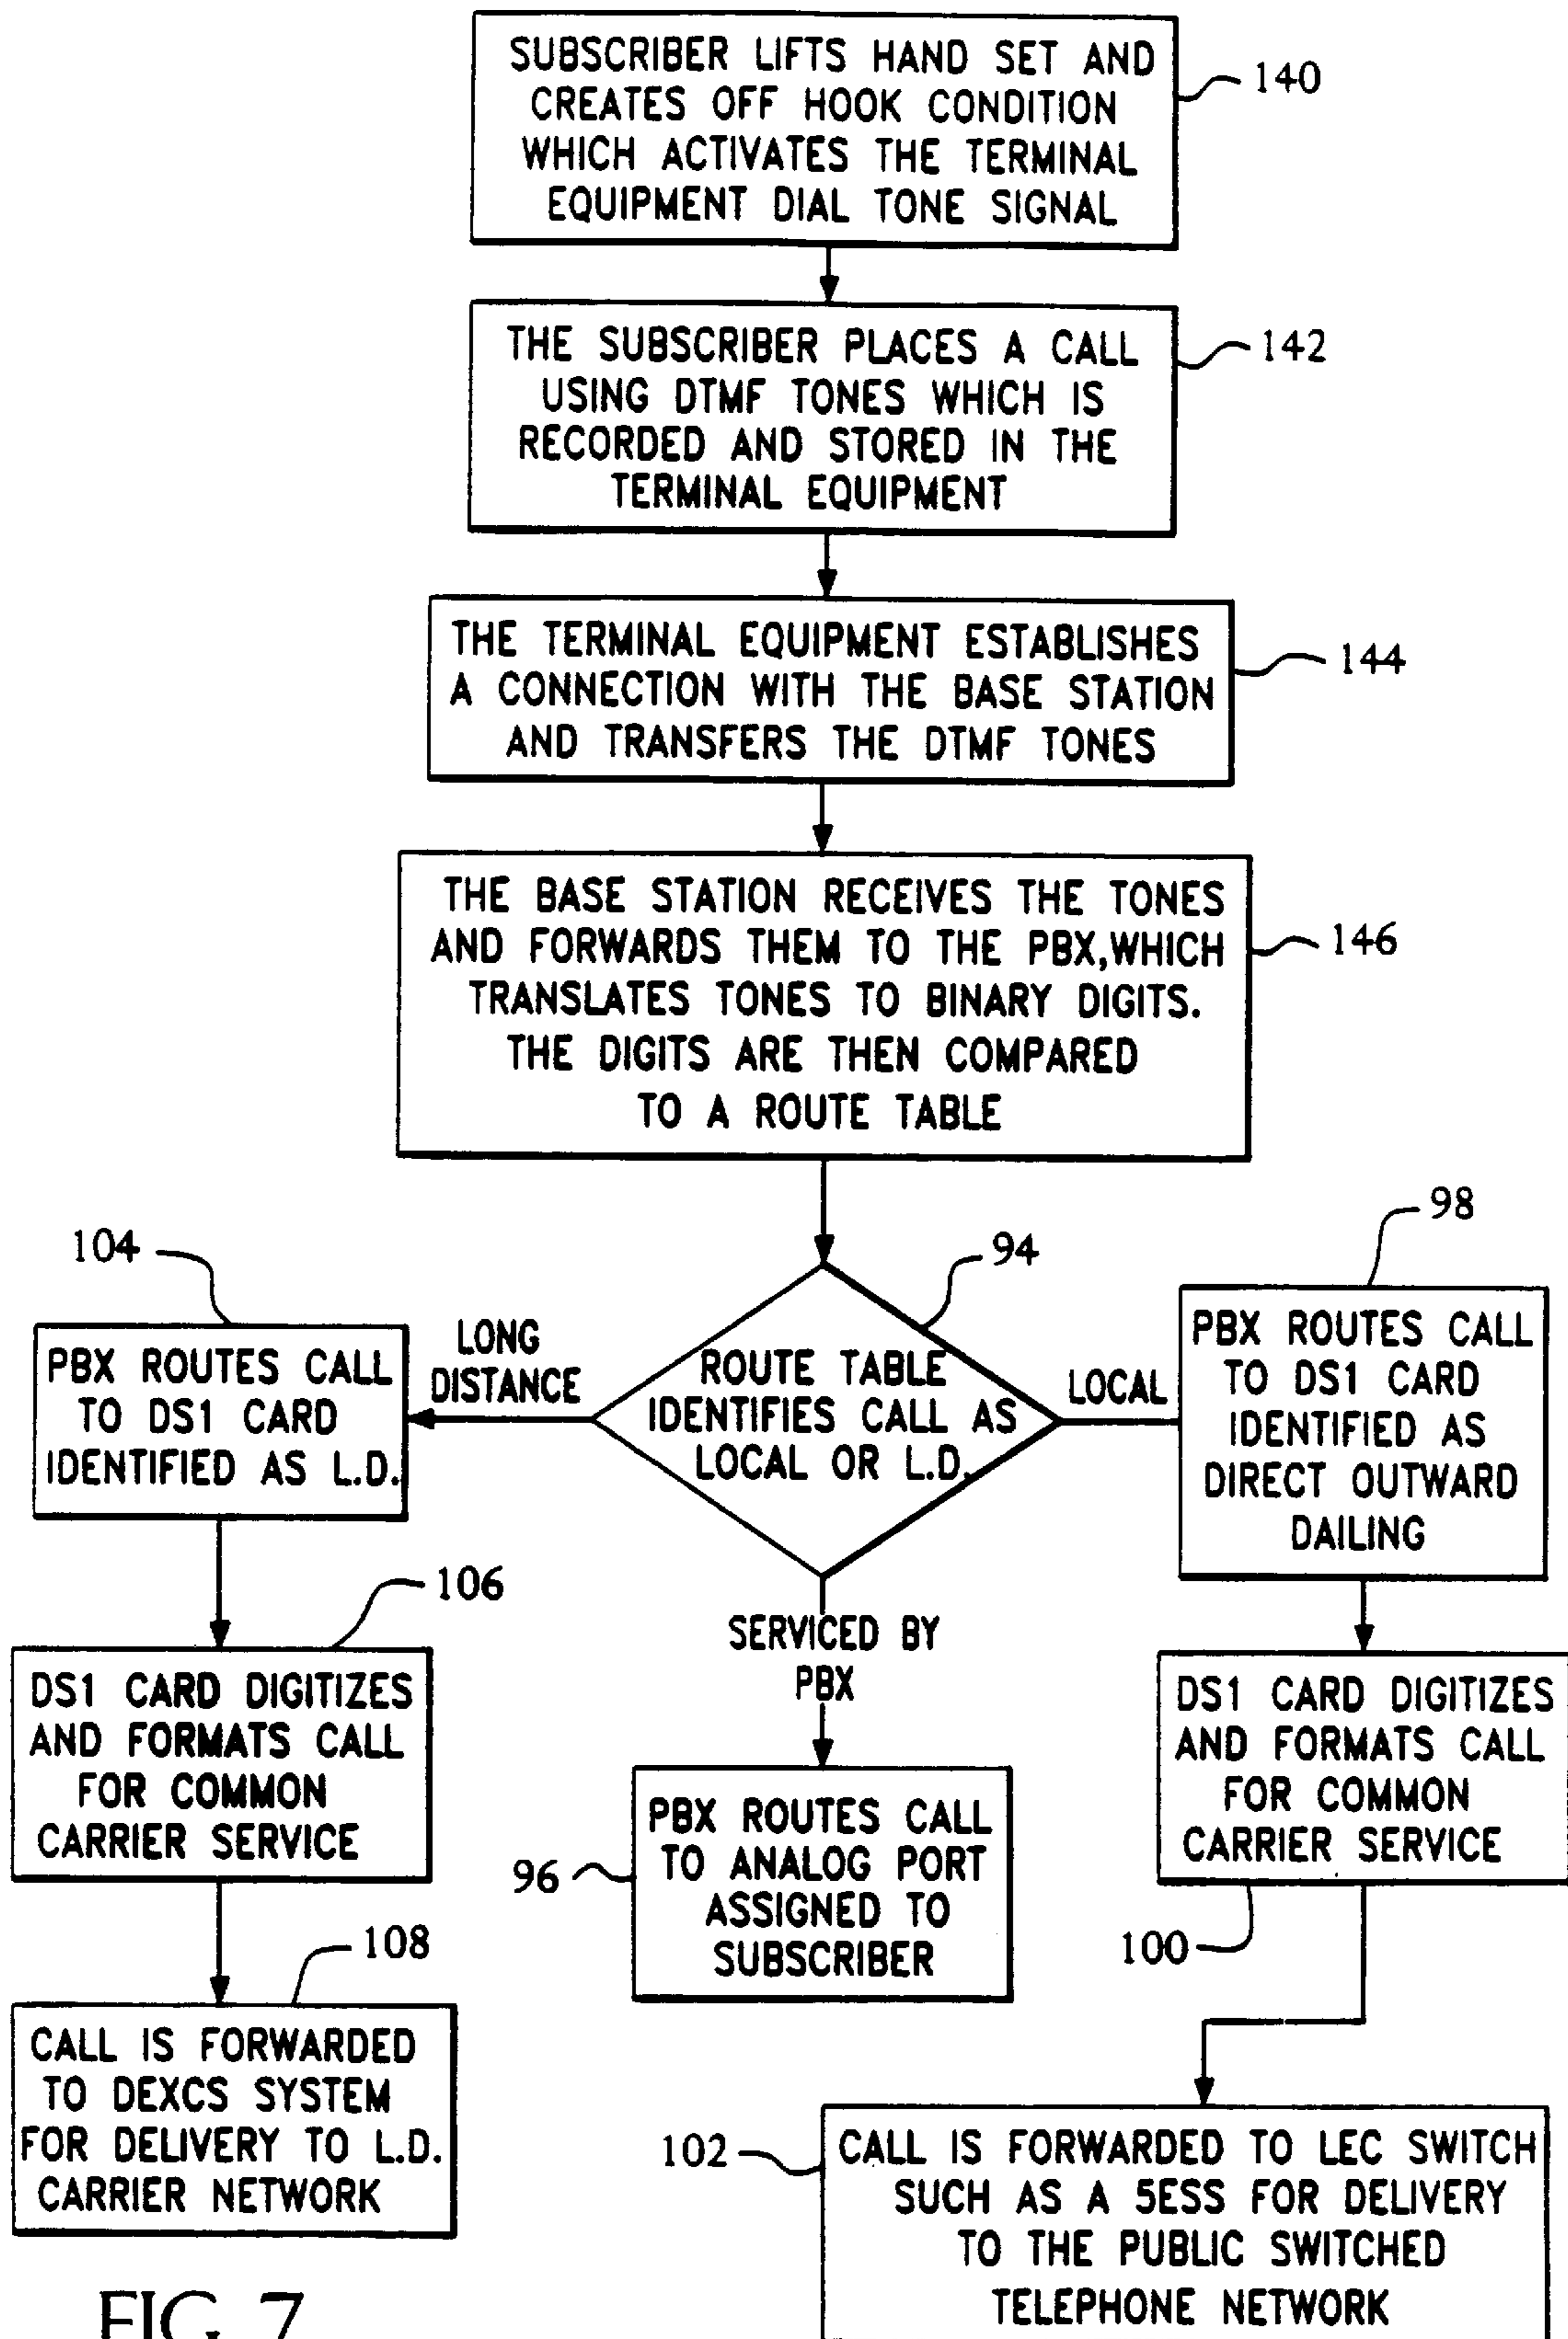 SUBSCRIBER LIFTS HAND SET AND
CREATES OFF HOOK CONDITION
WHICH ACTIVATES THE TERMINAL
EQUIPMENT DIAL TONE SIGNAL
140
THE SUBSCRIBER PLACES A CALL
USING DTMF TONES WHICH IS
RECORDED AND STORED IN THE
TERMINAL EQUIPMENT
142
THE TERMINAL EQUIPMENT ESTABLISHES
A CONNECTION WITH THE BASE STATION
AND TRANSFERS THE DTMF TONES
144
THE BASE STATION RECEIVES THE TONES
AND FORWARDS THEM TO THE PBX,WHICH
TRANSLATES TONES TO BINARY DIGITS.
THE DIGITS ARE THEN COMPARED
TO A ROUTE TABLE
146
94
ROUTE TABLE
IDENTIFIES CALL AS
LOCAL OR L.D.
LONG
DISTANCE
104
PBX ROUTES CALL
TO DS1 CARD
IDENTIFIED AS L.D.
106
DS1 CARD DIGITIZES
AND FORMATS CALL
FOR COMMON
CARRIER SERVICE
108
CALL IS FORWARDED
TO DEXCS SYSTEM
FOR DELIVERY TO L.D.
CARRIER NETWORK
SERVICED BY
PBX
96
PBX ROUTES CALL
TO ANALOG PORT
ASSIGNED TO
SUBSCRIBER
LOCAL
98
PBX ROUTES CALL
TO DS1 CARD
IDENTIFIED AS
DIRECT OUTWARD
DAILING
DS1 CARD DIGITIZES
AND FORMATS CALL
FOR COMMON
CARRIER SERVICE
100
102
CALL IS FORWARDED TO LEC SWITCH
SUCH AS A 5ESS FOR DELIVERY
TO THE PUBLIC SWITCHED
TELEPHONE NETWORK
FIG. 7